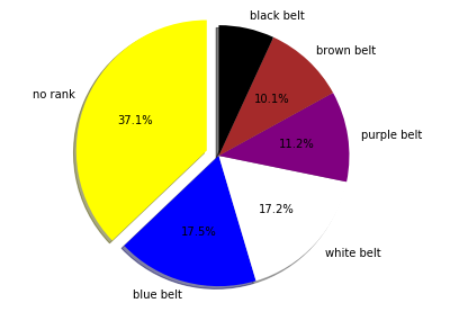 black belt
brown belt
no rank
10.1%
37.1%
purple belt
11.2%
17.2%
17.5%
white belt
blue belt